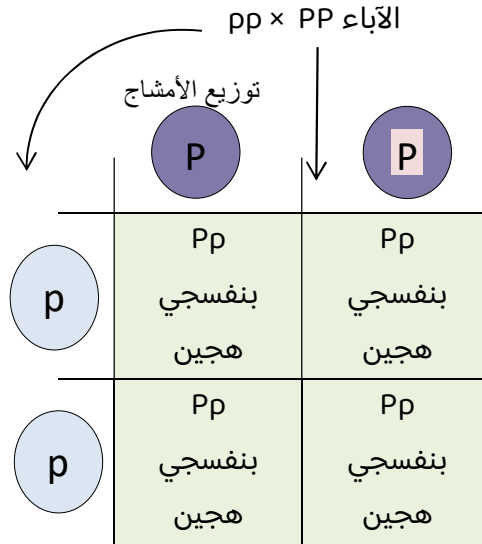 الآباء PP × pp
توزيع الأمشاج
P P
p
Pp Pp
بنفسجي بنفسجي
هجين هجين
p
Pp Pp
بنفسجي بنفسجي
هجين هجين